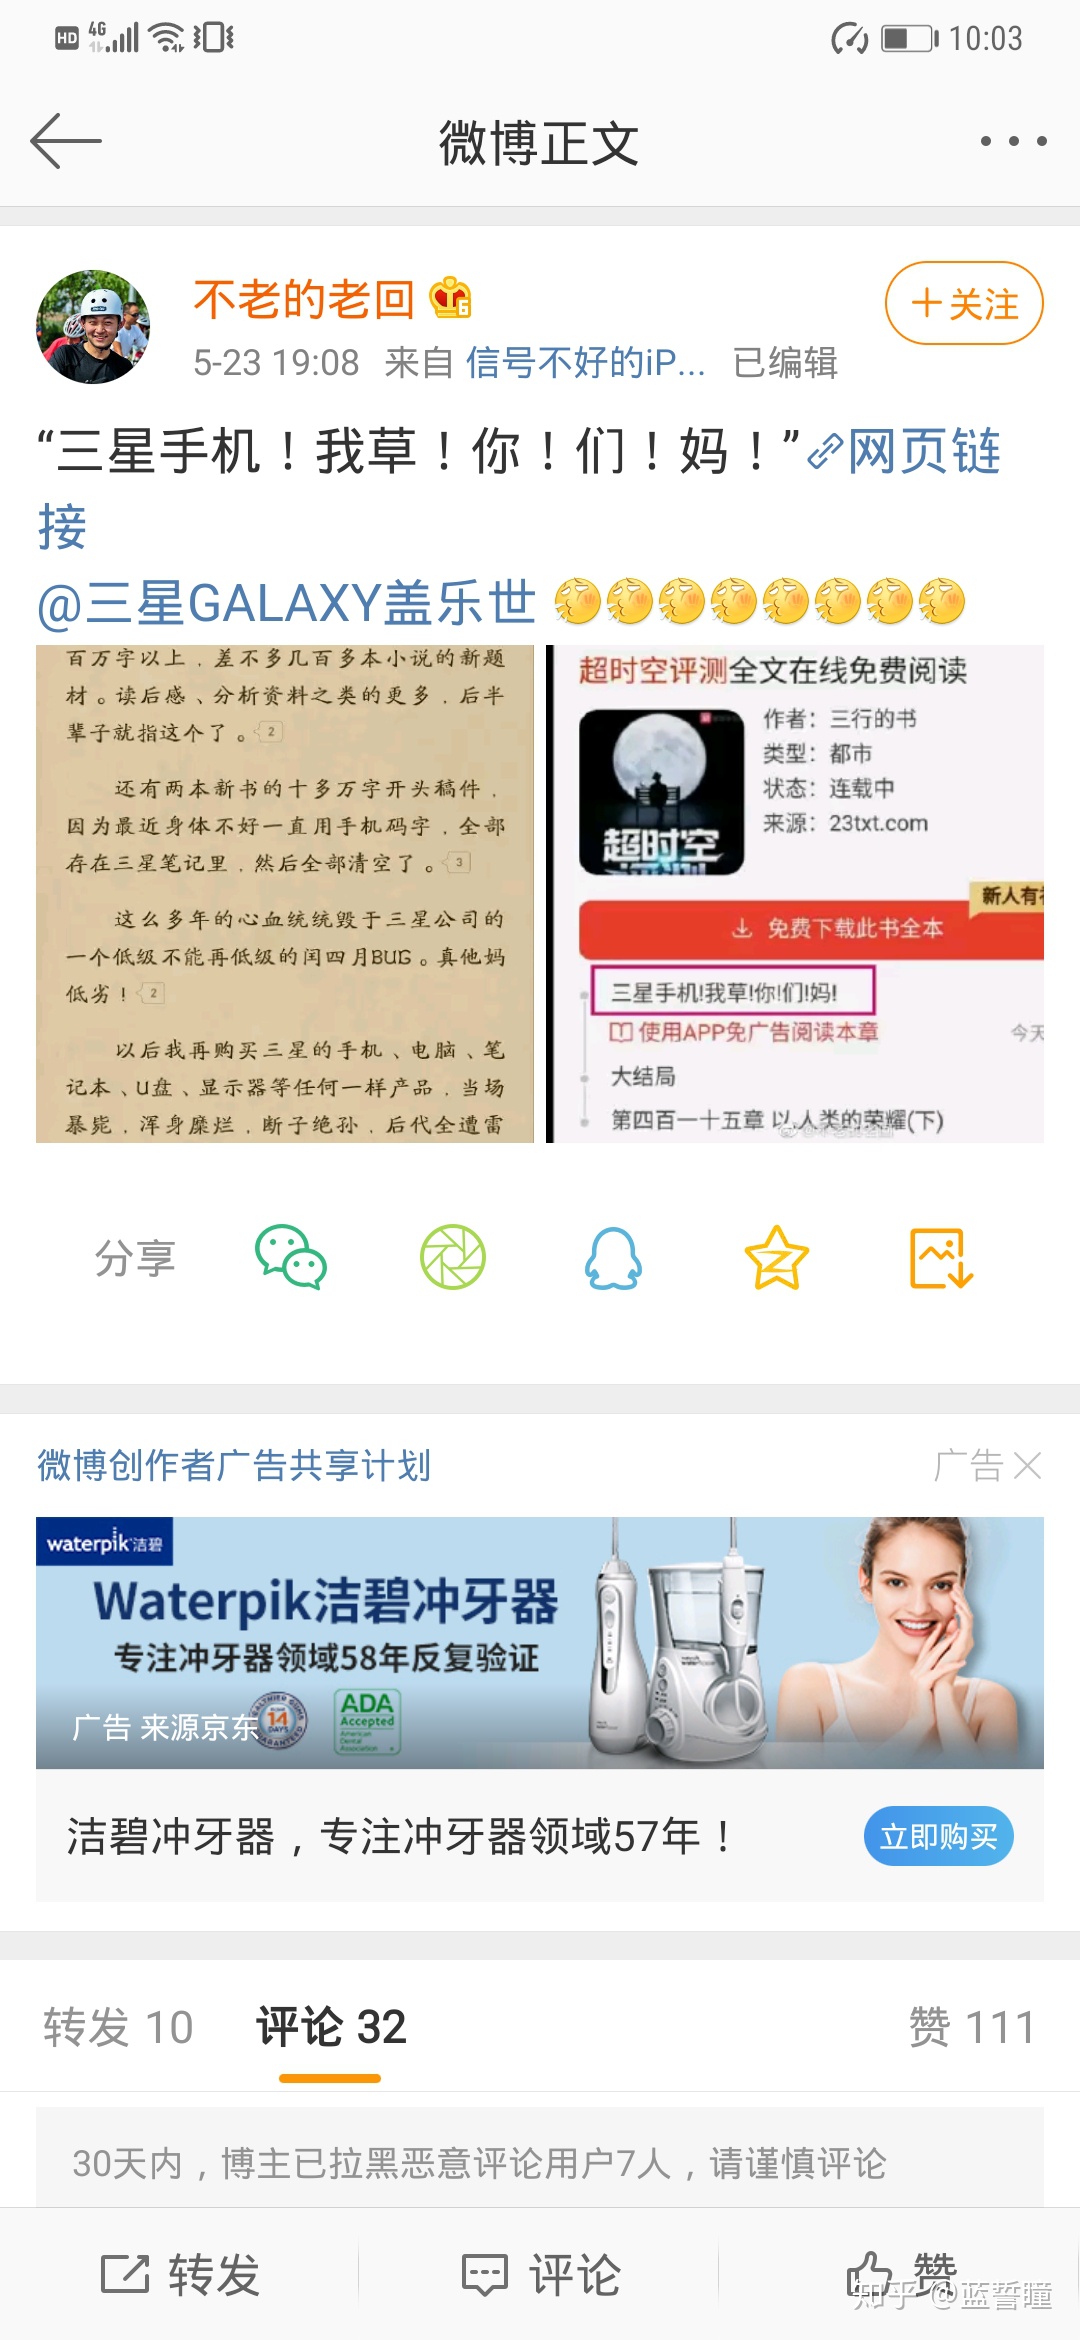 HD 4G 10:03
微博正文
不老的老回 6
+关注
5-23 19:08 来自 信号不好的iP... 已编辑
“三星手机！我草！你！们！妈！”网页链
接
@三星GALAXY盖乐世
百万字以上，差不多几百多本小说的新题
材。读后感、分析资料之类的更多，后半
辈子就指这个了。2
还有两本新书的十多万字开头稿件，
因为最近身体不好一直用手机码字，全部
存在三星笔记里，然后全部清空了。3
这么多年的心血统统毁于三星公司的
一个低级不能再低级的闰四月BUG。真他妈
低劣！2
以后我再购买三星的手机、电脑、笔
记本、U盘、显示器等任何一样产品，当场
暴毙，浑身糜烂，断子绝孙，后代全遭雷
超时空评测全文在线免费阅读
超时空
作者：三行的书
类型：都市
状态：连载中
来源：23txt.com
新人有
免费下载此书全本
三星手机!我草!你!们!妈!
使用APP免广告阅读本章
今天
大结局
第四百一十五章 以人类的荣耀(下)
分享
微博创作者广告共享计划
广告
waterpik洁碧
Waterpik洁碧冲牙器
专注冲牙器领域58年反复验证
14
DAYS
ADA
Accepted
American
Dental
Association
广告 来源京东
洁碧冲牙器，专注冲牙器领域57年！
立即购买
转发 10
评论 32
赞 111
30天内，博主已拉黑恶意评论用户7人，请谨慎评论
转发
评论
赞
知乎 @蓝誓瞳